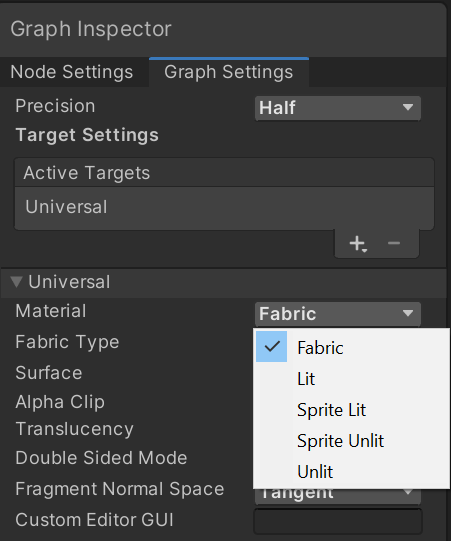 Graph Inspector
Node Settings Graph Settings
Precision Half
Target Settings
Active Targets
Universal
Universal
Material Fabric
Fabric Type Fabric
Surface Lit
Alpha Clip Sprite Lit
Translucency Sprite Unlit
Double Sided Mode Unlit
Fragment Normal Space Tangent
Custom Editor GUI